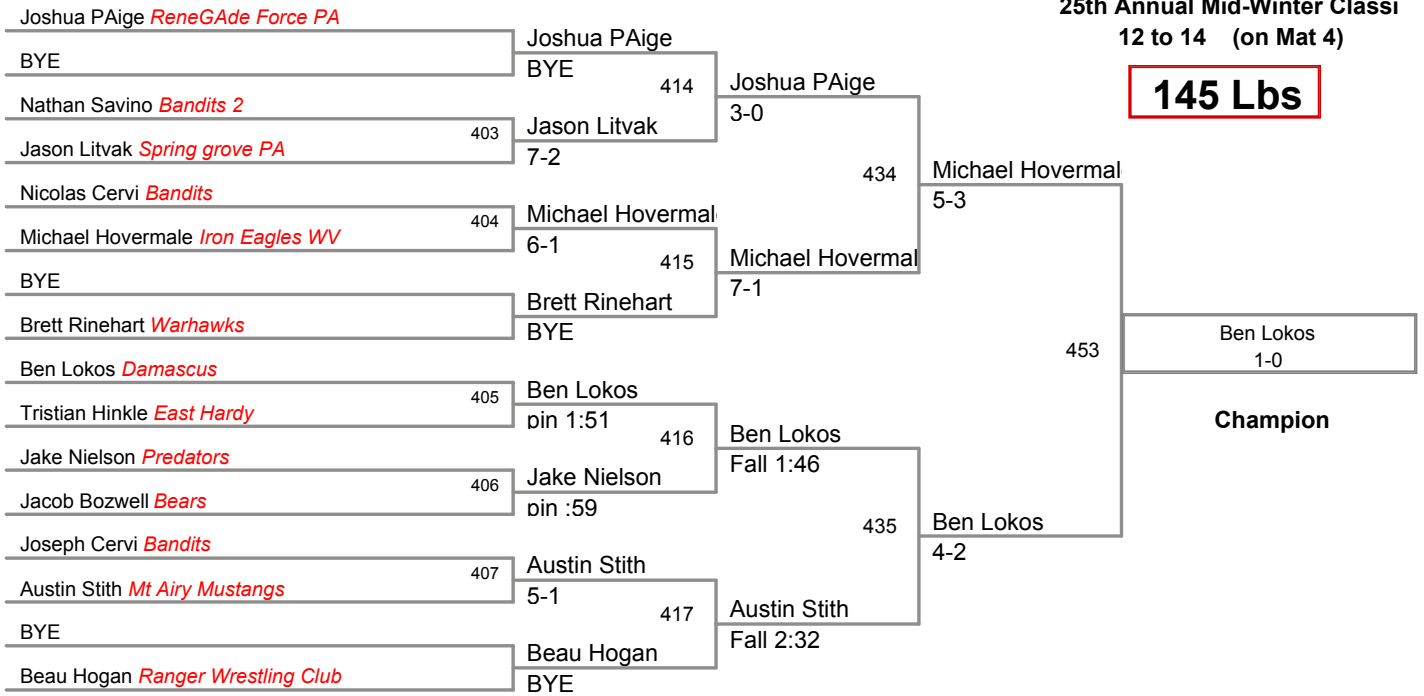 25th Annual Mid-Winter Classi
12 to 14 (on Mat 4)
145 Lbs
Joshua PAige ReneGAde Force PA
BYE
Nathan Savino Bandits 2
403
Jason Litvak Spring grove PA
Nicolas Cervi Bandits
404
Michael Hovermale Iron Eagles WV
BYE
Brett Rinehart Warhawks
Ben Lokos Damascus
405
Tristian Hinkle East Hardy
Jake Nielson Predators
406
Jacob Bozwell Bears
Joseph Cervi Bandits
407
Austin Stith Mt Airy Mustangs
BYE
Beau Hogan Ranger Wrestling Club
Joshua PAige
BYE
414
Jason Litvak
7-2
Michael Hovermal
6-1
415
Brett Rinehart
BYE
Ben Lokos
pin 1:51
416
Jake Nielson
pin :59
Austin Stith
5-1
417
Beau Hogan
BYE
Joshua PAige
3-0
434
Michael Hovermal
7-1
Ben Lokos
Fall 1:46
435
Austin Stith
Fall 2:32
Michael Hovermal
5-3
453
Ben Lokos
4-2
Ben Lokos
1-0
Champion